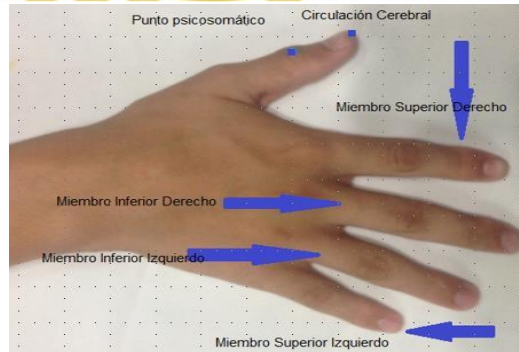 Punto psicosomático
Circulación Cerebral
Miembro Superior Derecho
Miembro Inferior Derecho
Miembro Inferior Izquierdo
Miembro Superior Izquierdo